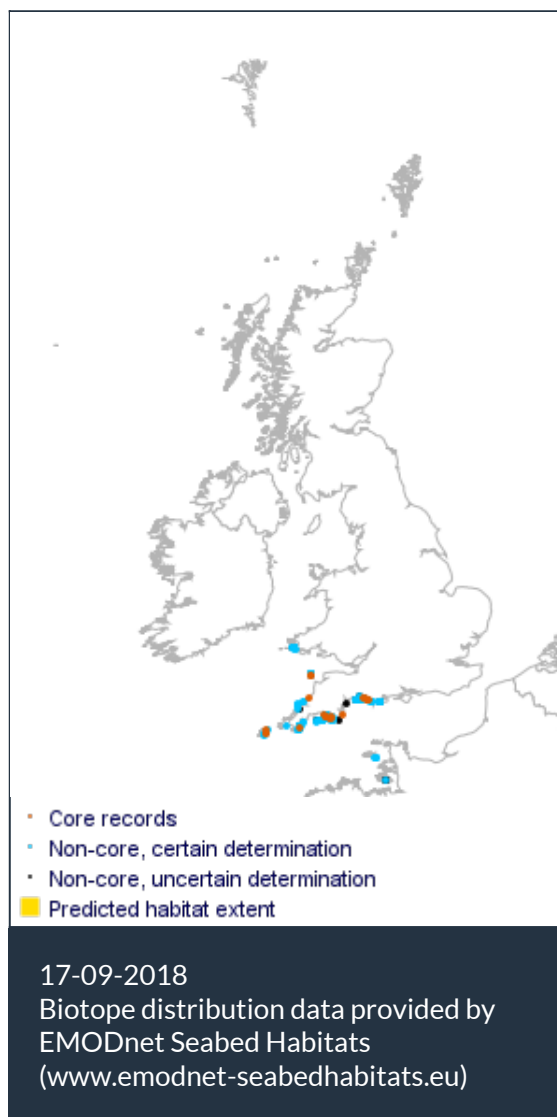 Core records
Non-core, certain determination
Non-core, uncertain determination
Predicted habitat extent
17-09-2018
Biotope distribution data provided by
EMODnet Seabed Habitats
(www.emodnet-seabedhabitats.eu)